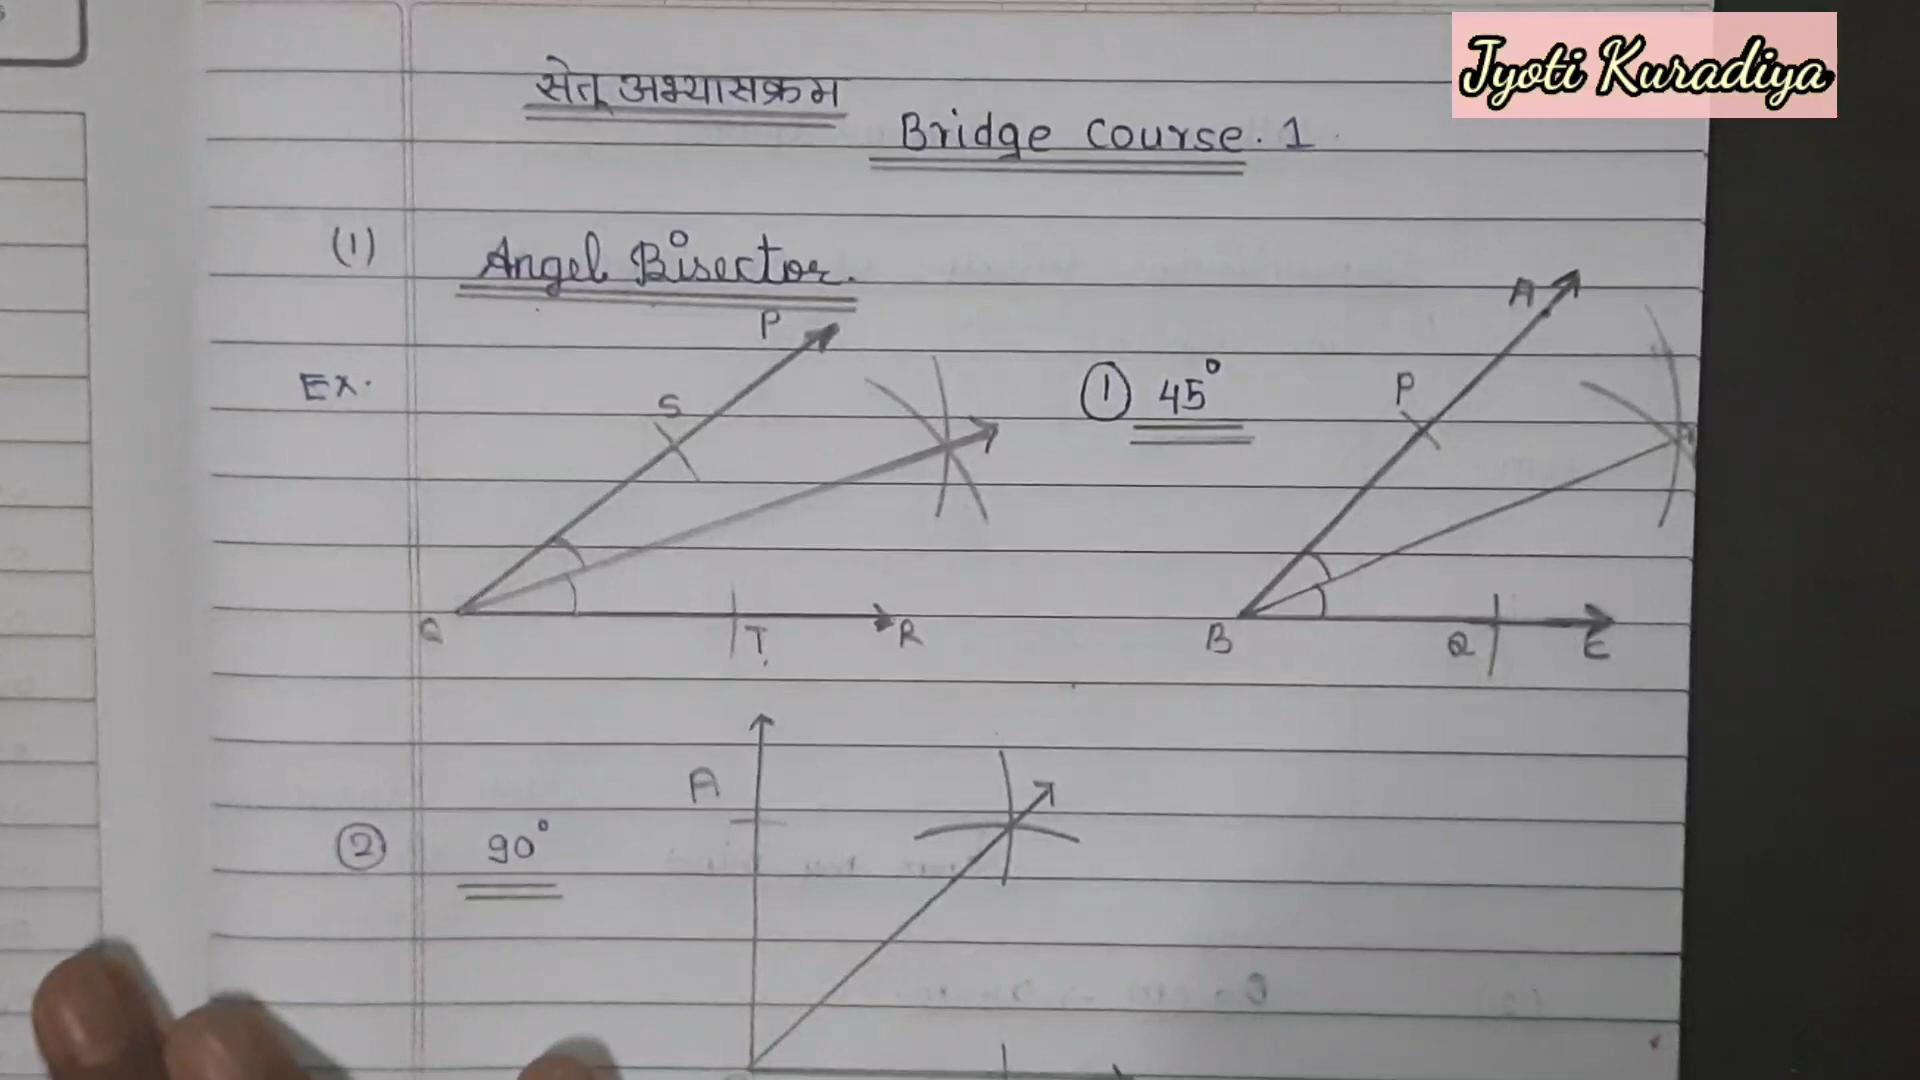 Jyoti Kuradiya
सेतू अभ्यासक्रम
Bridge Course. 1
(1) Angel Bisector.
P
A
Ex.
S
① 45°
P
Q T R
B Q C
A
② 90°